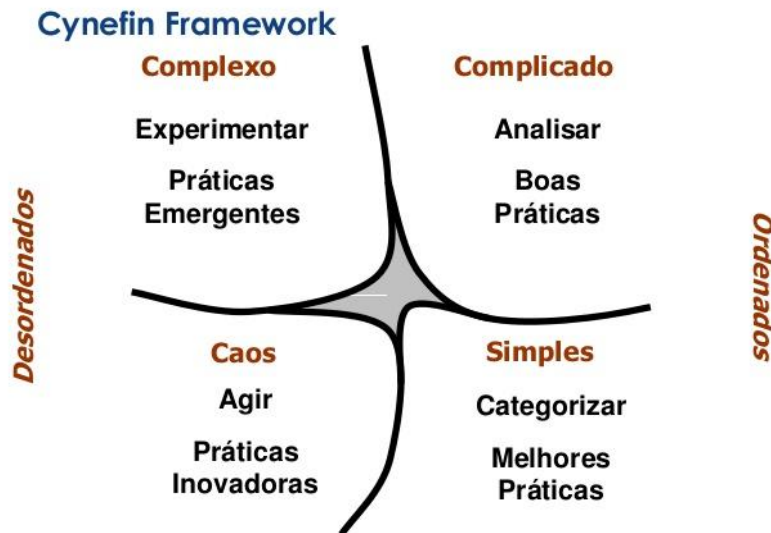 Cynefin Framework
Complexo
Experimentar
Práticas
Emergentes
Complicado
Analisar
Boas
Práticas
Desordenados
Ordenados
Caos
Agir
Práticas
Inovadoras
Simples
Categorizar
Melhores
Práticas